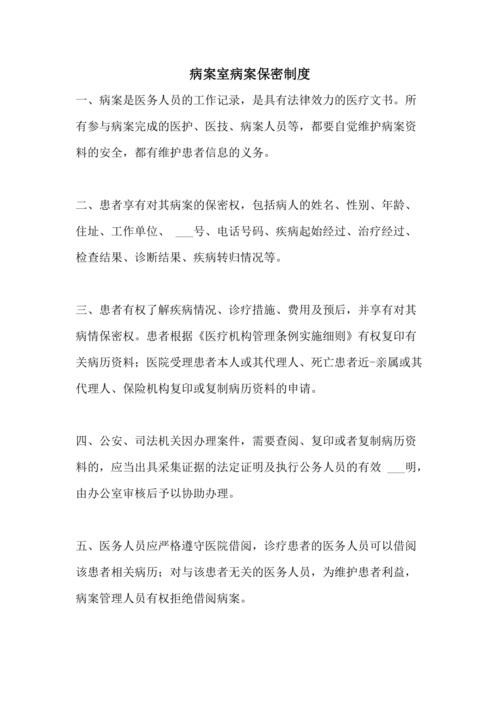 病案室病案保密制度
一、病案是医务人员的工作记录，是具有法律效力的医疗文书。所
有参与病案完成的医护、医技、病案人员等，都要自觉维护病案资
料的安全，都有维护患者信息的义务。
二、患者享有对其病案的保密权，包括病人的姓名、性别、年龄、
住址、工作单位、 ___号、电话号码、疾病起始经过、治疗经过、
检查结果、诊断结果、疾病转归情况等。
三、患者有权了解疾病情况、诊疗措施、费用及预后，并享有对其
病情保密权。患者根据《医疗机构管理条例实施细则》有权复印有
关病历资料；医院受理患者本人或其代理人、死亡患者近-亲属或其
代理人、保险机构复印或复制病历资料的申请。
四、公安、司法机关因办理案件，需要查阅、复印或者复制病历资
料的，应当出具采集证据的法定证明及执行公务人员的有效 ___明，
由办公室审核后予以协助办理。
五、医务人员应严格遵守医院借阅，诊疗患者的医务人员可以借阅
该患者相关病历；对与该患者无关的医务人员，为维护患者利益，
病案管理人员有权拒绝借阅病案。